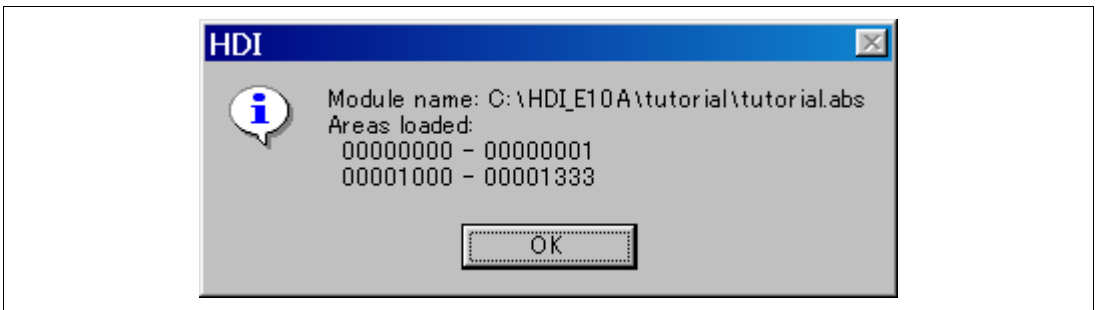 HDI
Module name: C:\HDI_E10A\tutorial\tutorial.abs
Areas loaded:
00000000 - 00000001
00001000 - 00001333
OK